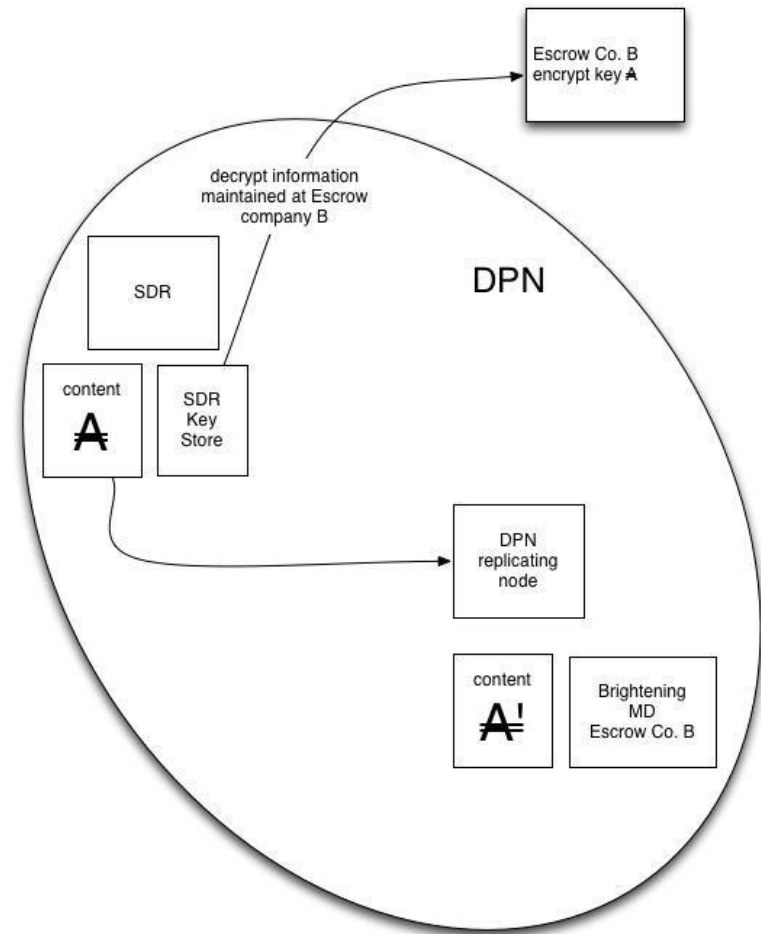 Escrow Co. B
encrypt key A
decrypt information
maintained at Escrow
company B
DPN
SDR
content
A
SDR
Key
Store
DPN
replicating
node
content
A'
Brightening
MD
Escrow Co. B